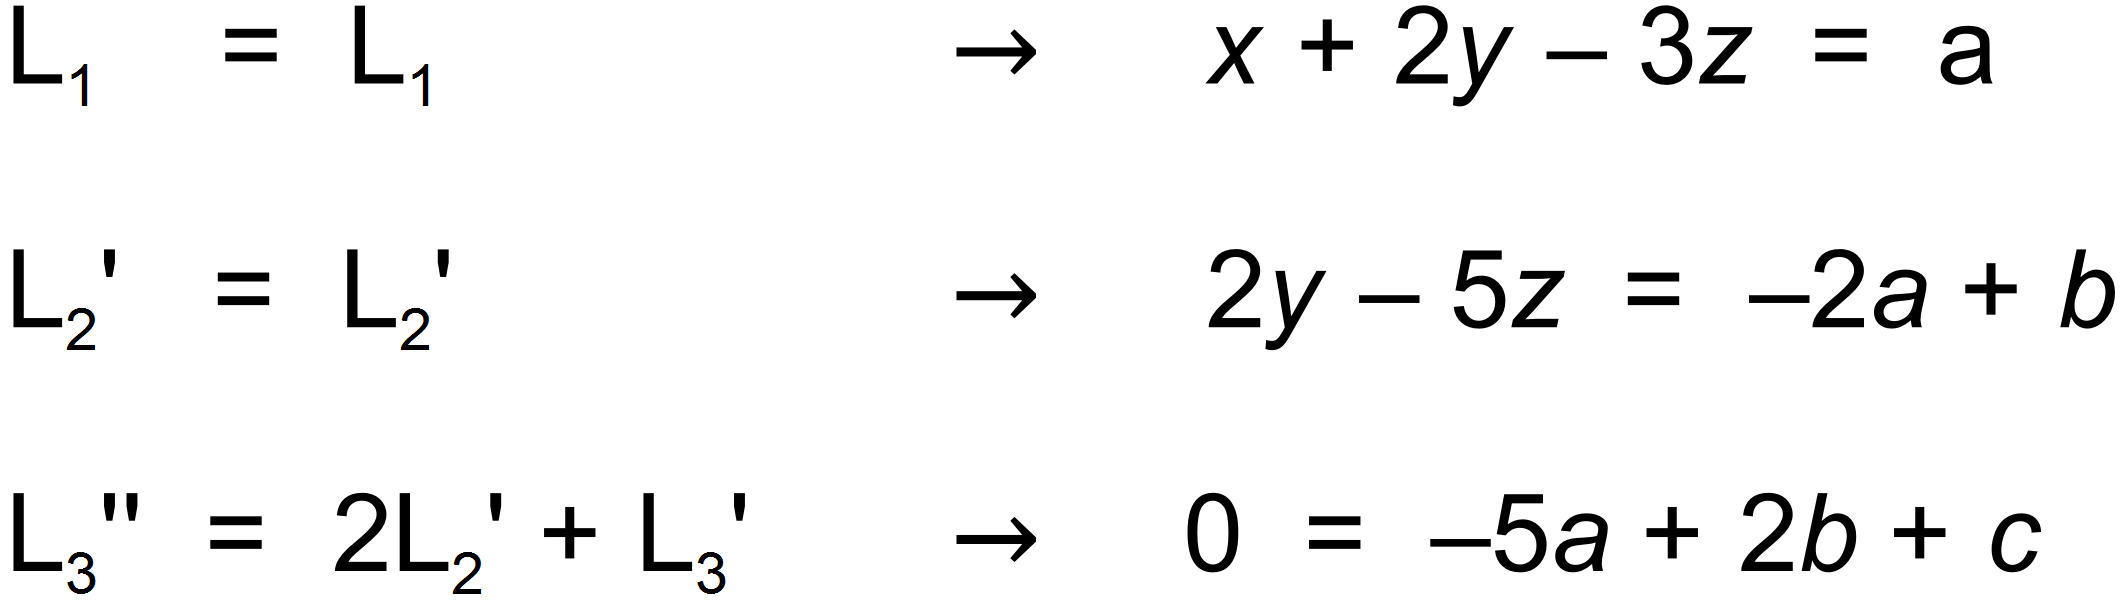 L₁ = L₁ → x + 2y – 3z = a
L₂' = L₂' → 2y – 5z = –2a + b
L₃'' = 2L₂' + L₃' → 0 = –5a + 2b + c